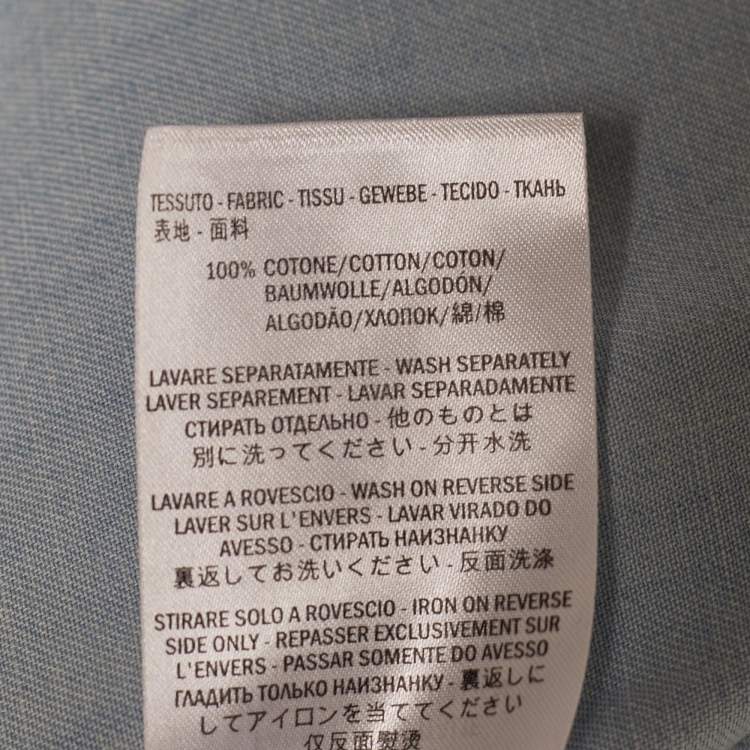 TESSUTO - FABRIC - TISSU - GEWEBE - TECIDO - ТКАНЬ
表地 - 面料
100% COTONE/COTTON/COTON/
BAUMWOLLE/ALGODÓN/
ALGODÃO/ХЛОПОК/綿/棉
LAVARE SEPARATAMENTE - WASH SEPARATELY
LAVER SEPAREMENT - LAVAR SEPARADAMENTE
СТИРАТЬ ОТДЕЛЬНО - 他のものとは
別に洗ってください - 分开水洗
LAVARE A ROVESCIO - WASH ON REVERSE SIDE
LAVER SUR L'ENVERS - LAVAR VIRADO DO
AVESSO - СТИРАТЬ НАИЗНАНКУ
裏返してお洗いください - 反面洗涤
STIRARE SOLO A ROVESCIO - IRON ON REVERSE
SIDE ONLY - REPASSER EXCLUSIVEMENT SUR
L'ENVERS - PASSAR SOMENTE DO AVESSO
ГЛАДИТЬ ТОЛЬКО НАИЗНАНКУ - 裏返しに
してアイロンを当ててください
仅反面熨烫